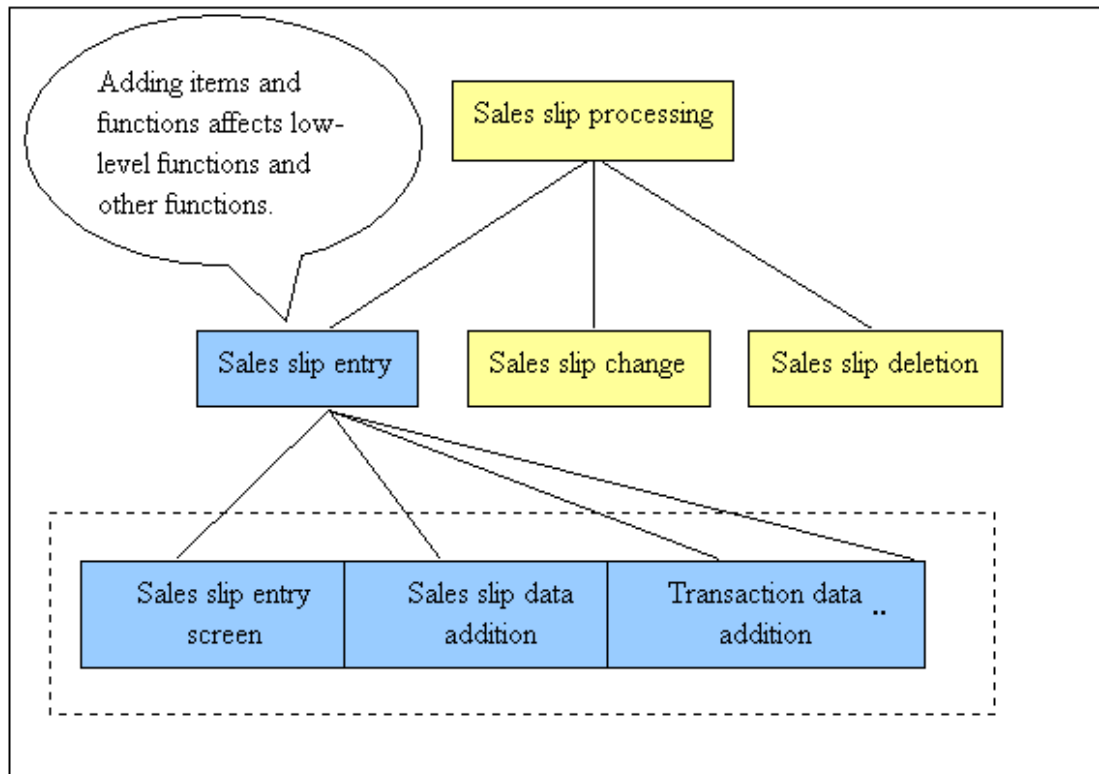 Adding items and
functions affects low-
level functions and
other functions.
Sales slip processing
Sales slip entry
Sales slip change
Sales slip deletion
Sales slip entry
screen
Sales slip data
addition
Transaction data
addition
..